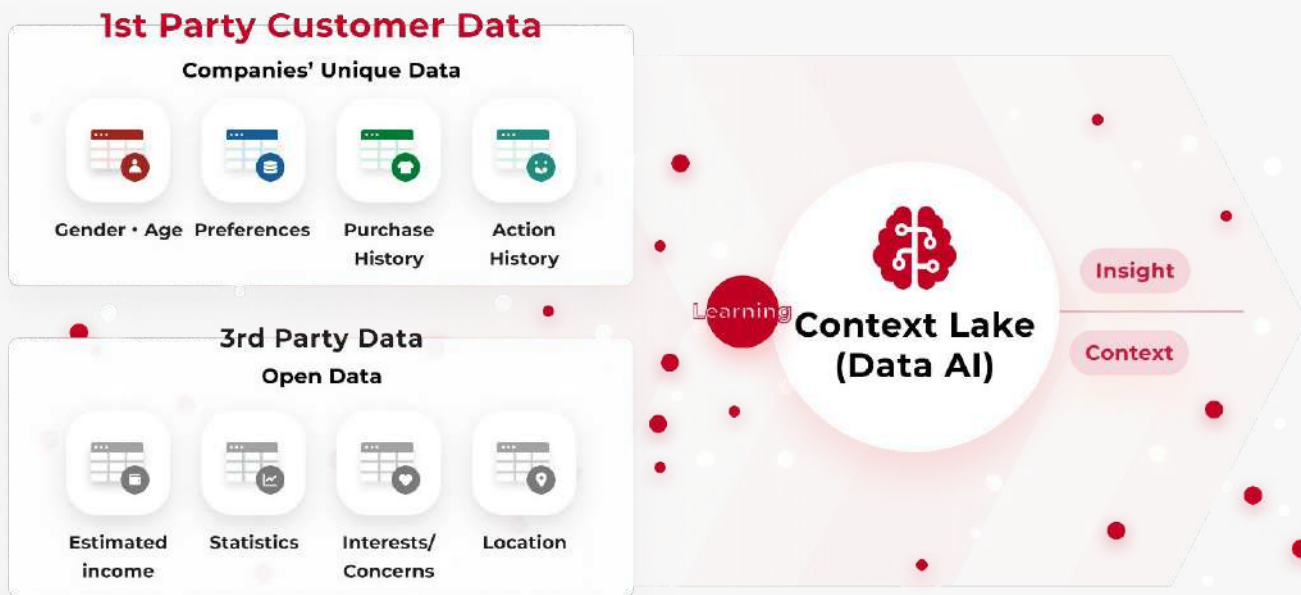 1st Party Customer Data
Companies' Unique Data
Gender・Age
Preferences
Purchase
History
Action
History
3rd Party Data
Open Data
Estimated
income
Statistics
Interests/
Concerns
Location
Learning
Context Lake
(Data AI)
Insight
Context